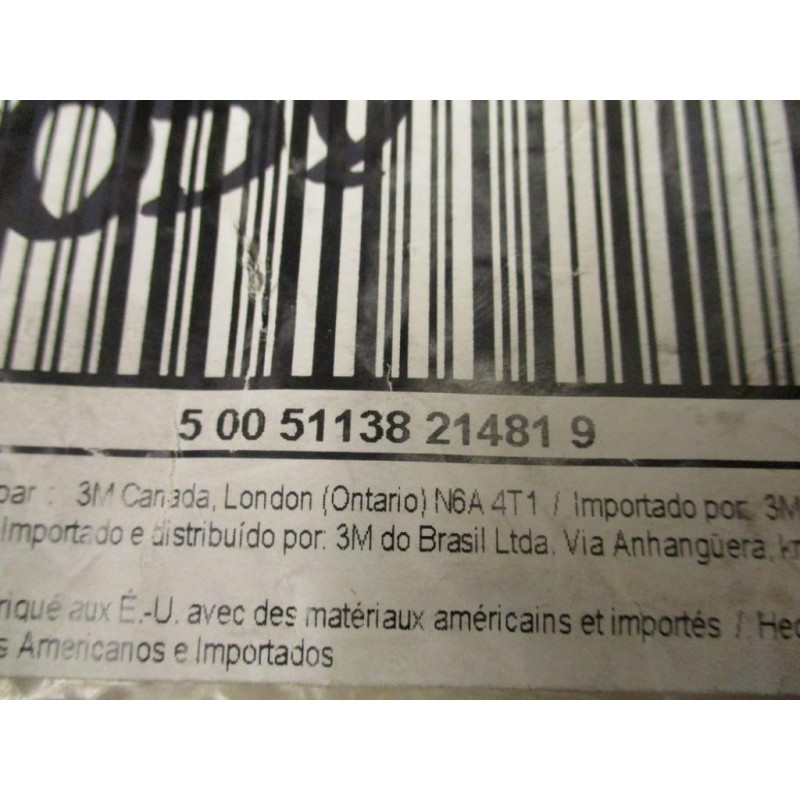 5 00 51138 21481 9
par : 3M Canada, London (Ontario) N6A 4T1 / Importado por: 3M
Importado e distribuído por: 3M do Brasil Ltda. Via Anhangüera,
aux É.-U. avec des matériaux américains et importés /
Americanos e Importados